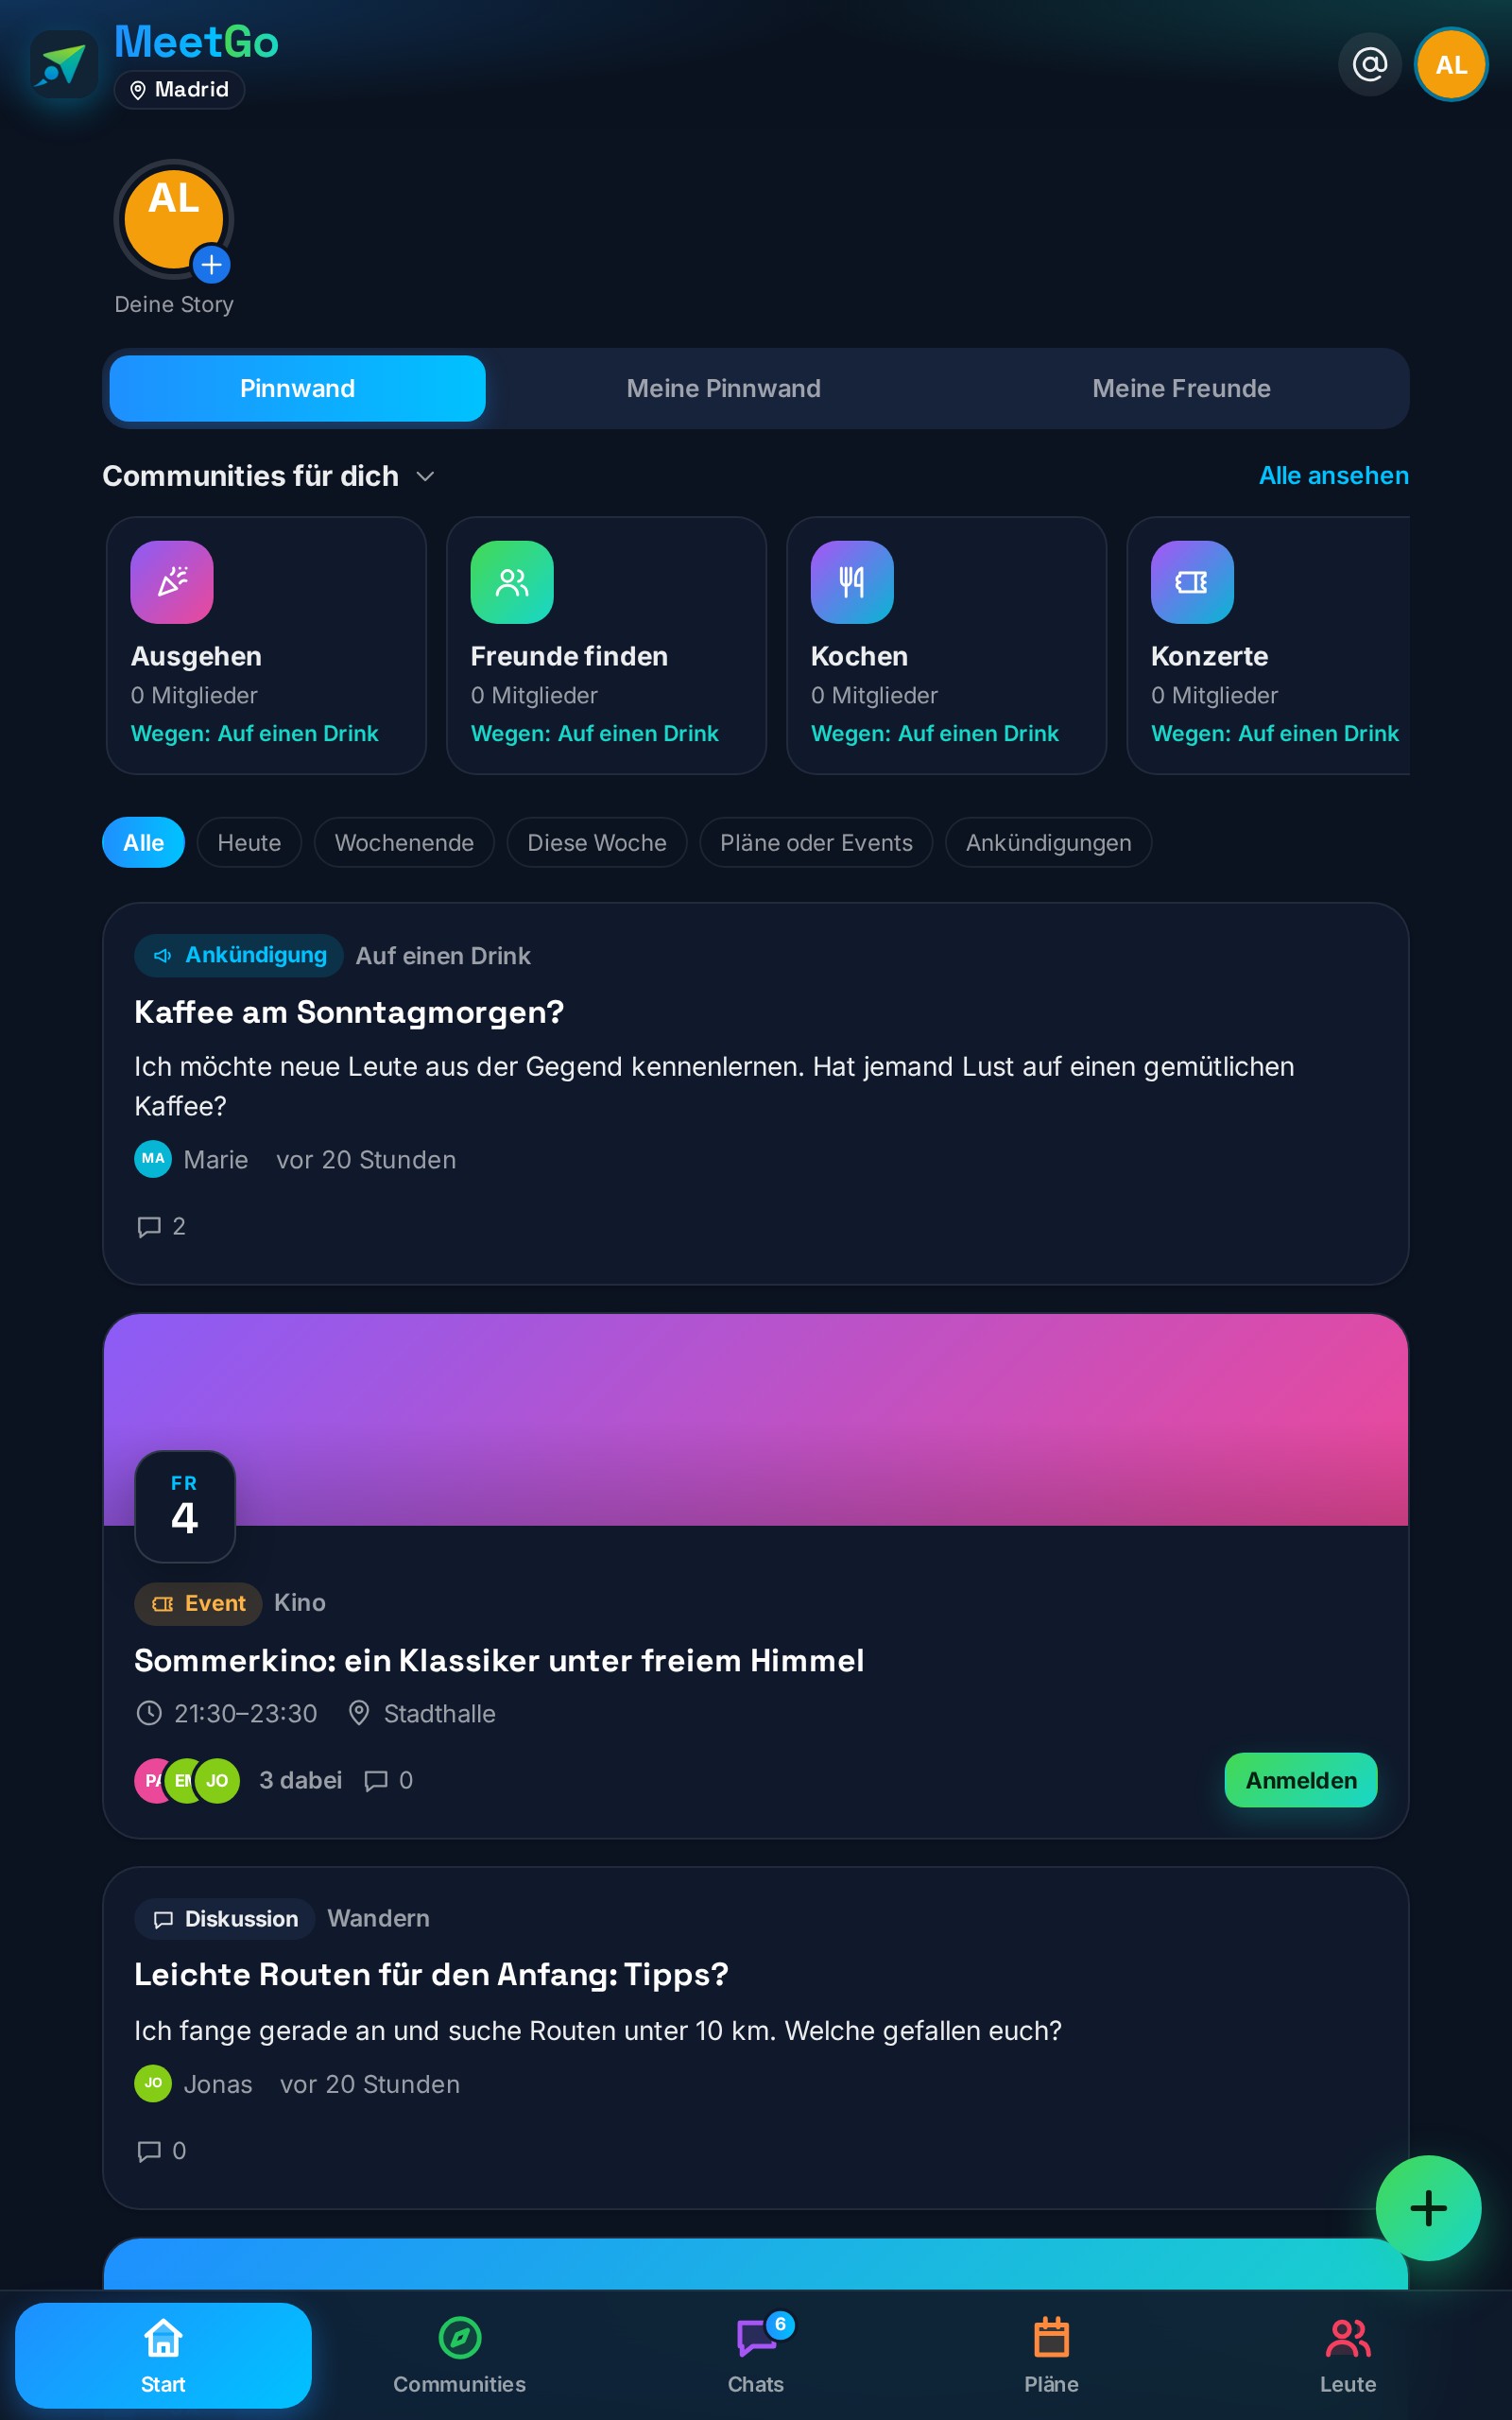 MeetGo
Madrid
@
AL
AL
Deine Story
Pinnwand
Meine Pinnwand
Meine Freunde
Communities für dich
Alle ansehen
Ausgehen
0 Mitglieder
Wegen: Auf einen Drink
Freunde finden
0 Mitglieder
Wegen: Auf einen Drink
Kochen
0 Mitglieder
Wegen: Auf einen Drink
Konzerte
0 Mitglieder
Wegen: Auf einen Drink
Alle
Heute
Wochenende
Diese Woche
Pläne oder Events
Ankündigungen
Ankündigung Auf einen Drink
Kaffee am Sonntagmorgen?
Ich möchte neue Leute aus der Gegend kennenlernen. Hat jemand Lust auf einen gemütlichen
Kaffee?
MA Marie vor 20 Stunden
2
FR
4
Event Kino
Sommerkino: ein Klassiker unter freiem Himmel
21:30–23:30 Stadthalle
JO 3 dabei 0
Anmelden
Diskussion Wandern
Leichte Routen für den Anfang: Tipps?
Ich fange gerade an und suche Routen unter 10 km. Welche gefallen euch?
JO Jonas vor 20 Stunden
0
Start
Communities
6
Chats
Pläne
Leute